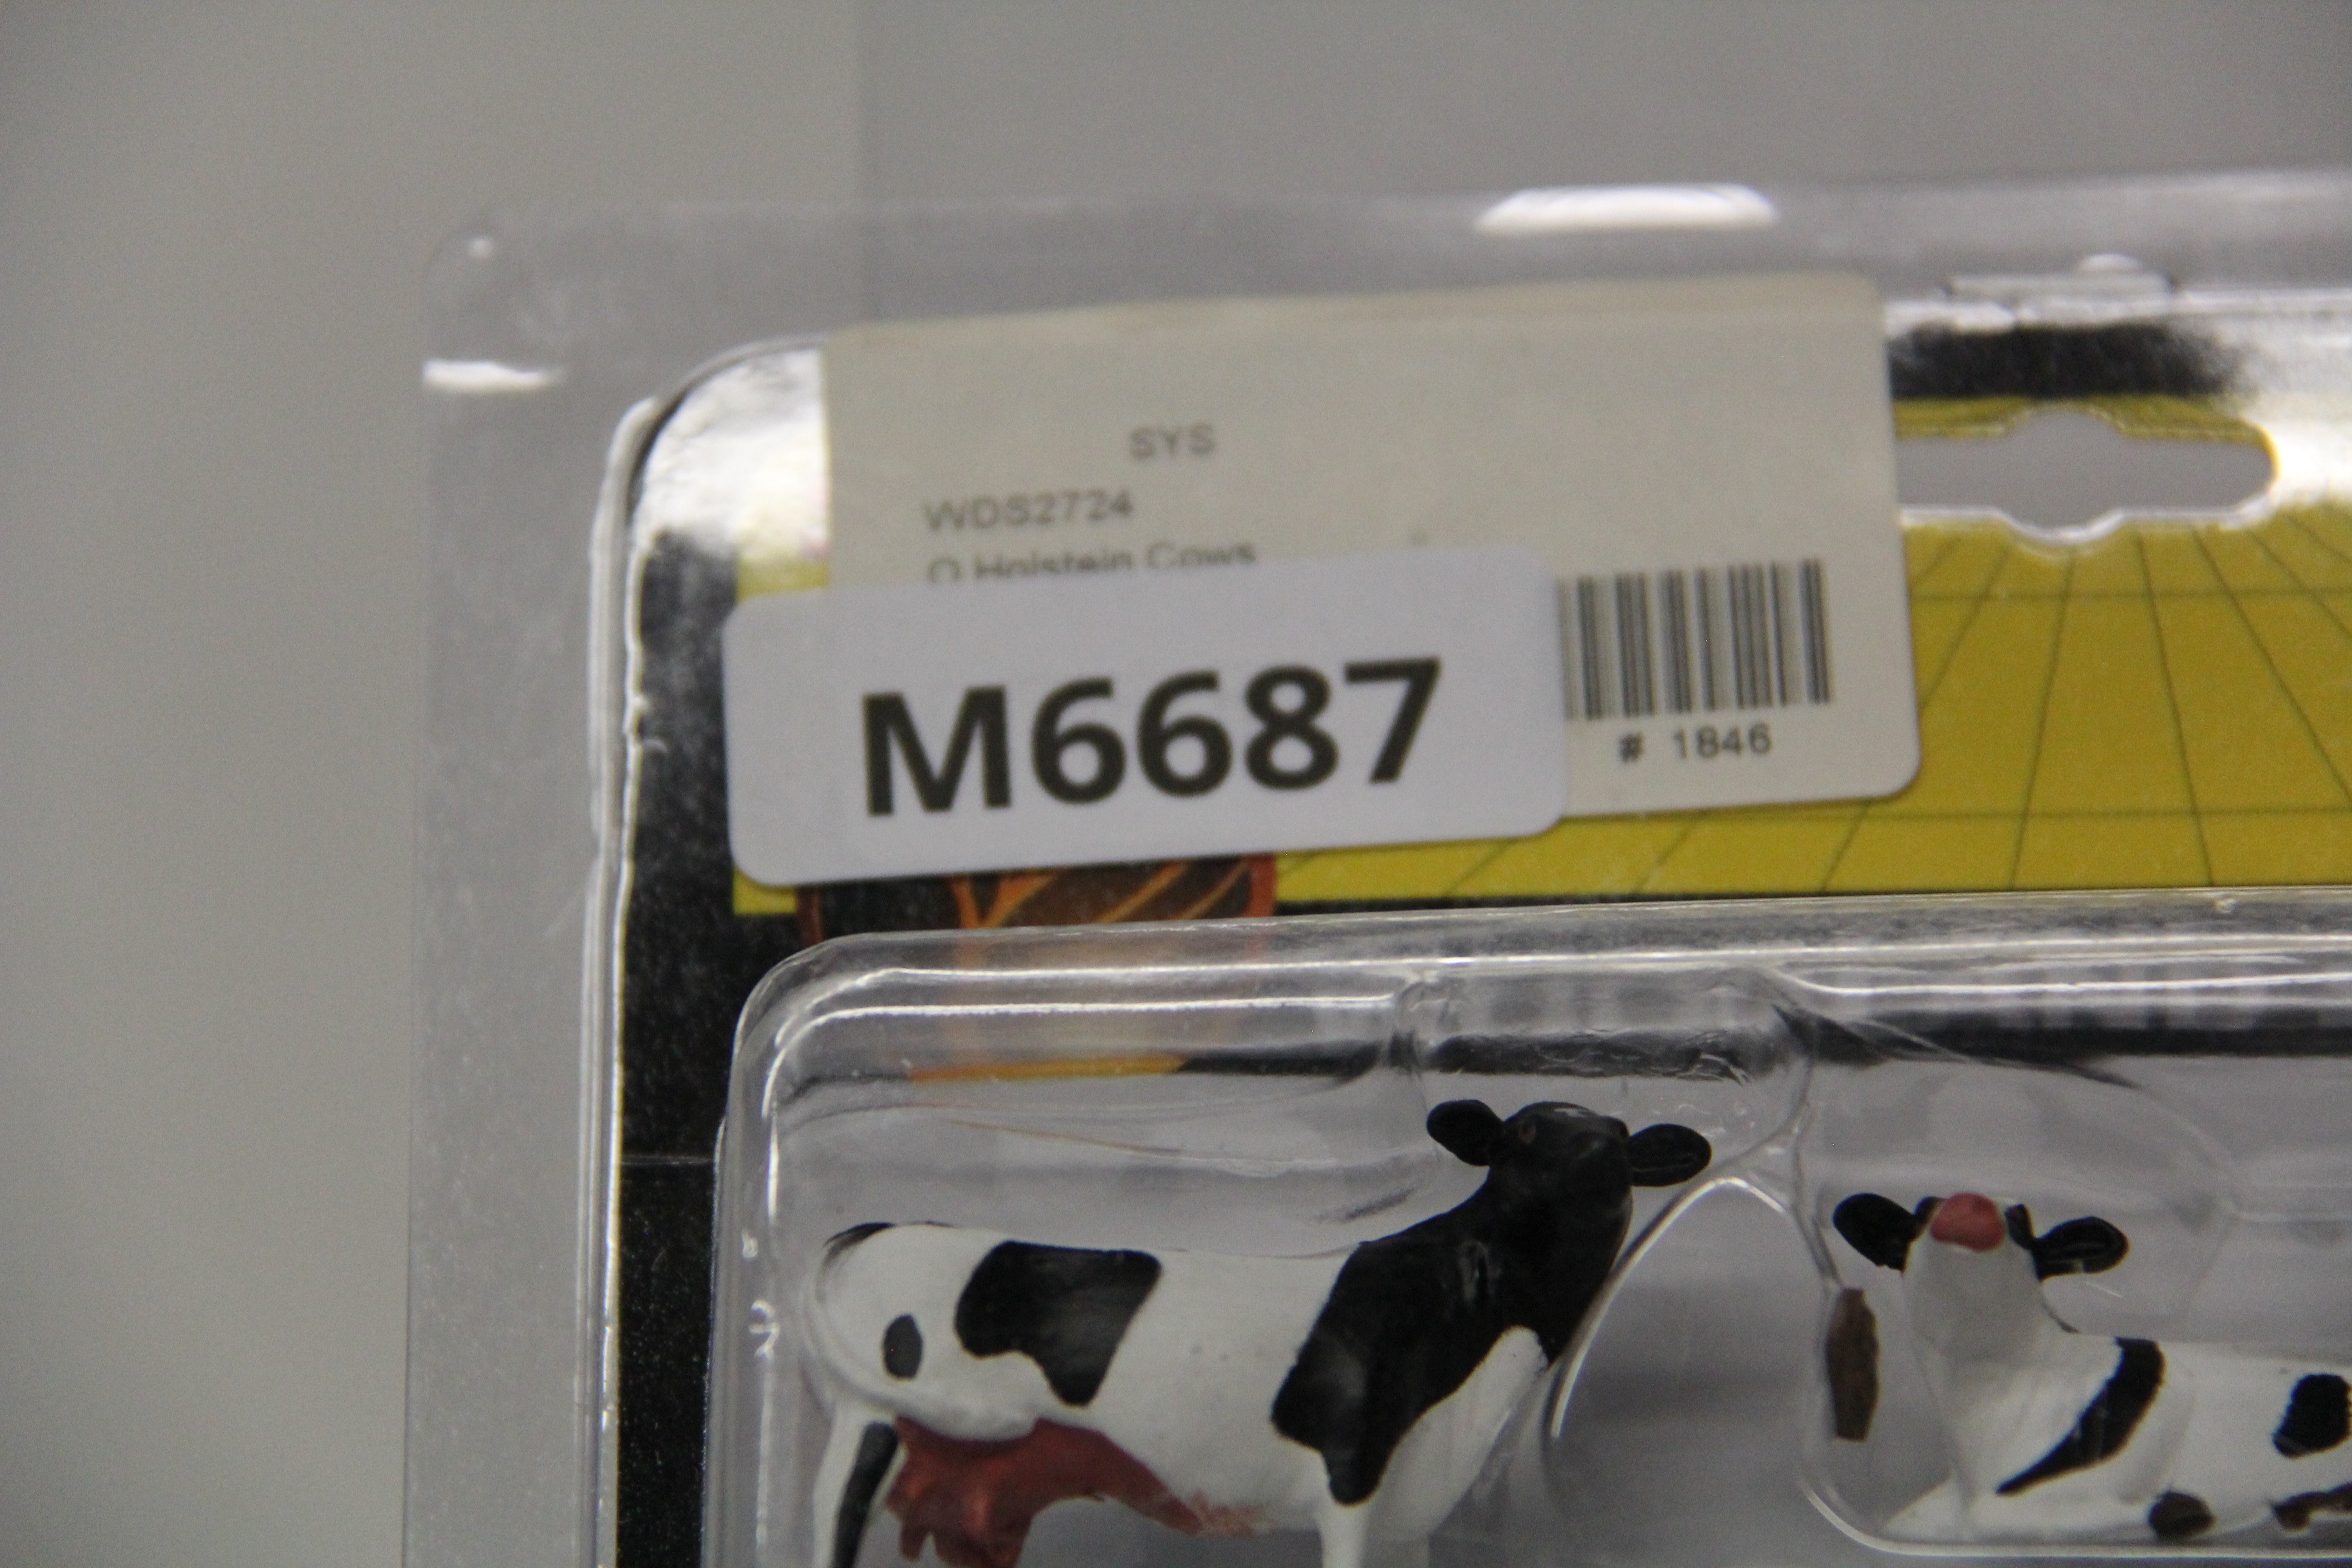 SYS
WDS2724
O Holstein Cows
M6687
# 1846